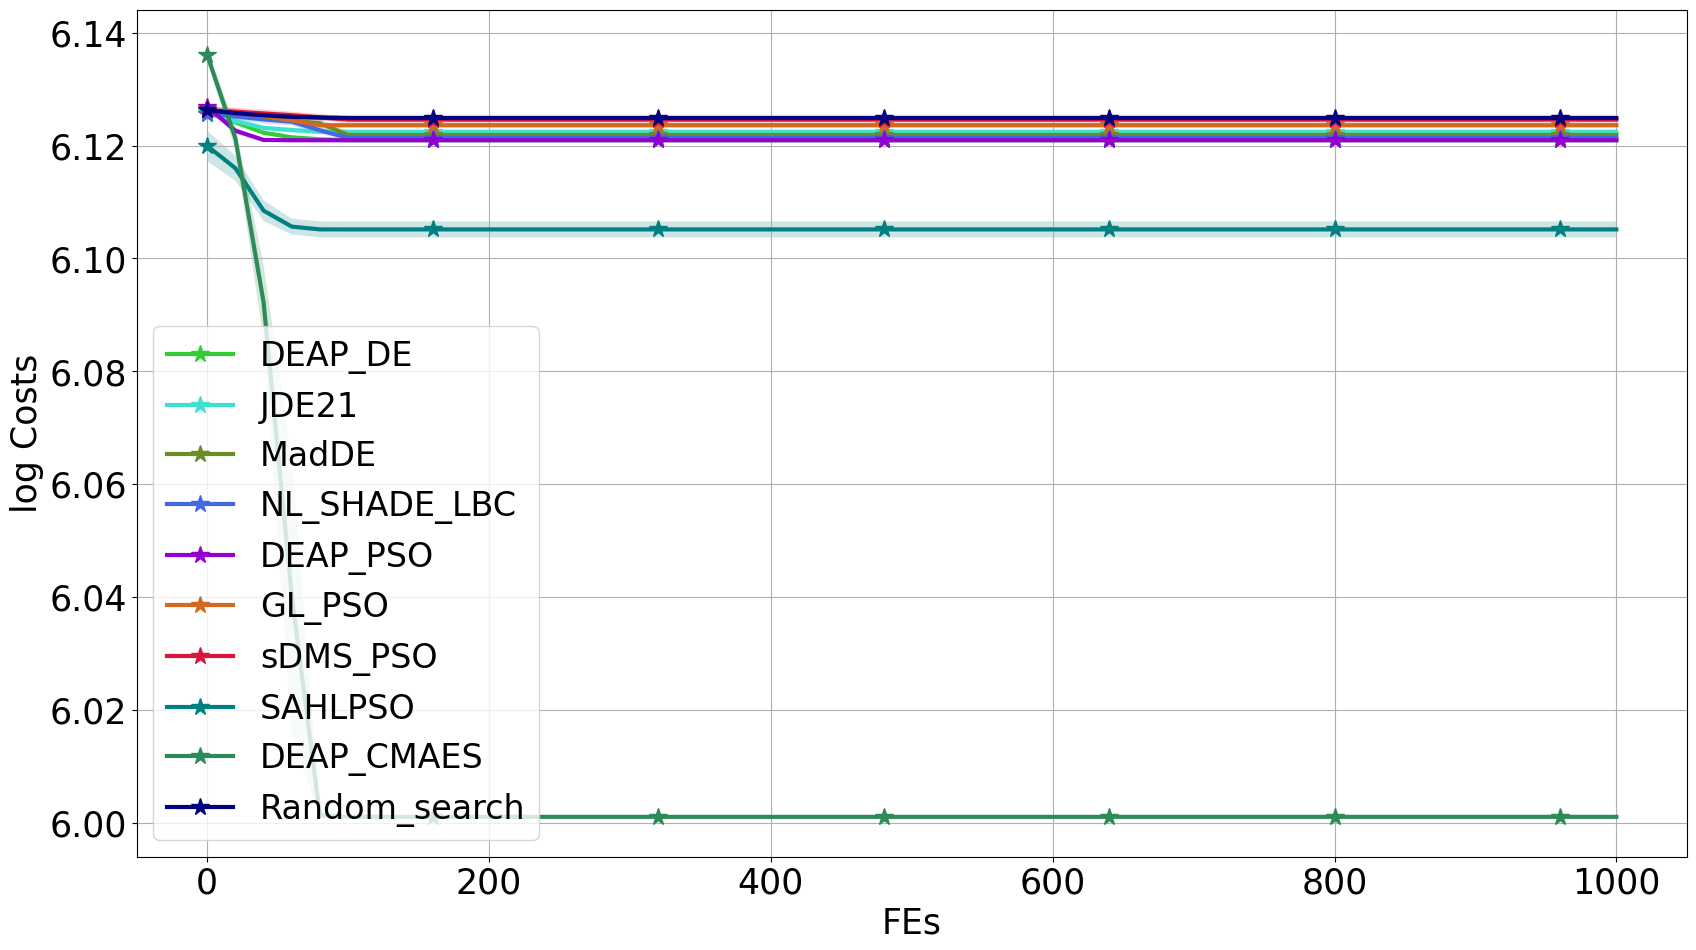 6.14
6.12
6.10
6.08
6.06
6.04
6.02
6.00
log Costs
DEAP_DE
JDE21
MadDE
NL_SHADE_LBC
DEAP_PSO
GL_PSO
sDMS_PSO
SAHLPSO
DEAP_CMAES
Random_search
0 200 400 600 800 1000
FEs